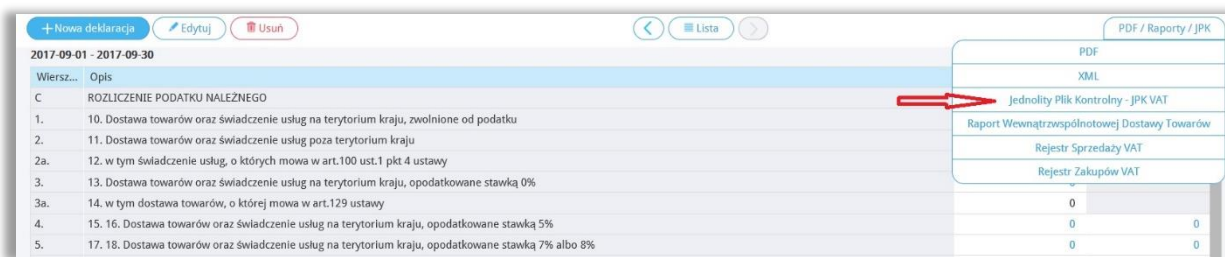 +Nowa deklaracja Edytuj Usuń Lista PDF / Raporty / JPK
2017-09-01 - 2017-09-30
PDF
Wiersz... Opis
XML
C ROZLICZENIE PODATKU NALEŻNEGO
Jednolity Plik Kontrolny - JPK VAT
1. 10. Dostawa towarów oraz świadczenie usług na terytorium kraju, zwolnione od podatku
Raport Wewnątrzwspólnotowej Dostawy Towarów
2. 11. Dostawa towarów oraz świadczenie usług poza terytorium kraju
Rejestr Sprzedaży VAT
2a. 12. w tym świadczenie usług, o których mowa w art.100 ust.1 pkt 4 ustawy
Rejestr Zakupów VAT
3. 13. Dostawa towarów oraz świadczenie usług na terytorium kraju, opodatkowane stawką 0%
3a. 14. w tym dostawa towarów, o której mowa w art.129 ustawy 0
4. 15. 16. Dostawa towarów oraz świadczenie usług na terytorium kraju, opodatkowane stawką 5% 0 0
5. 17. 18. Dostawa towarów oraz świadczenie usług na terytorium kraju, opodatkowane stawką 7% albo 8% 0 0